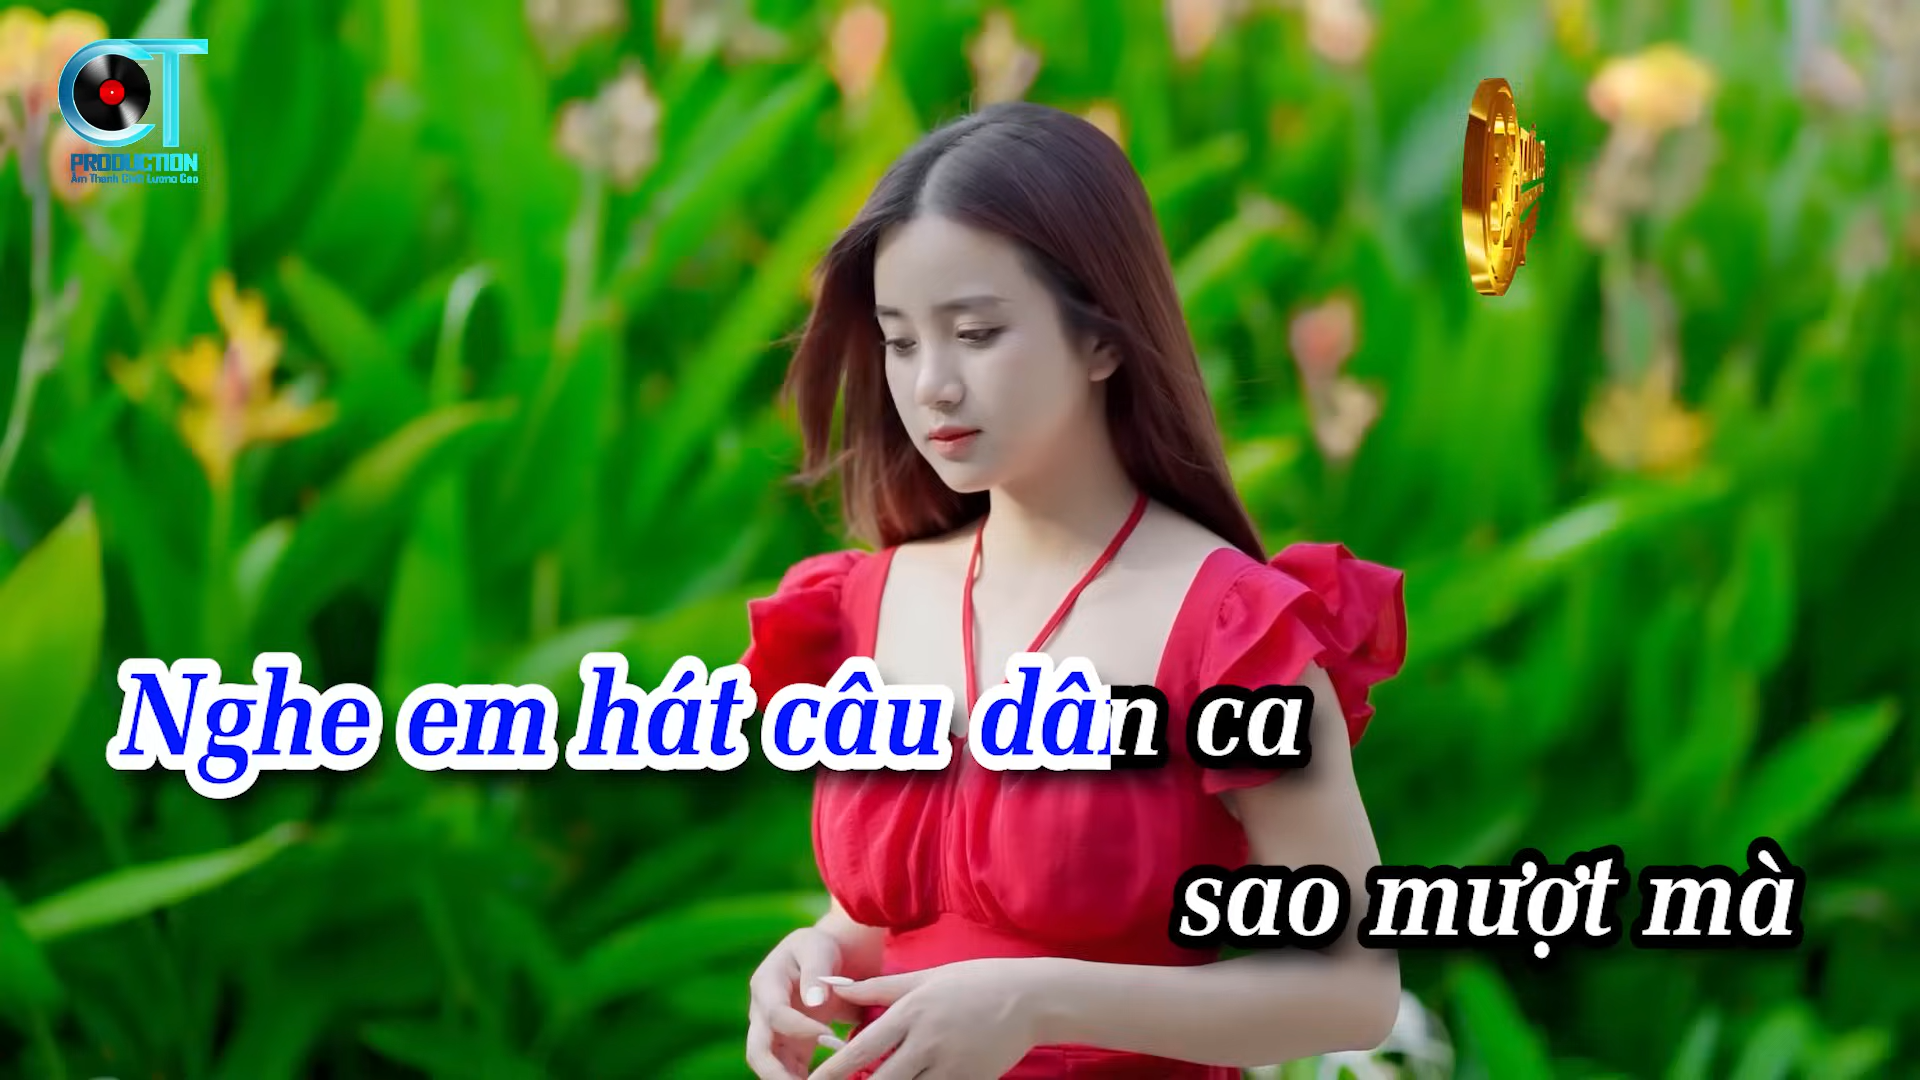 CT
PRODUCTION
Âm Thanh Chất Lượng Cao
Nghe em hát câu dân ca
sao mượt mà